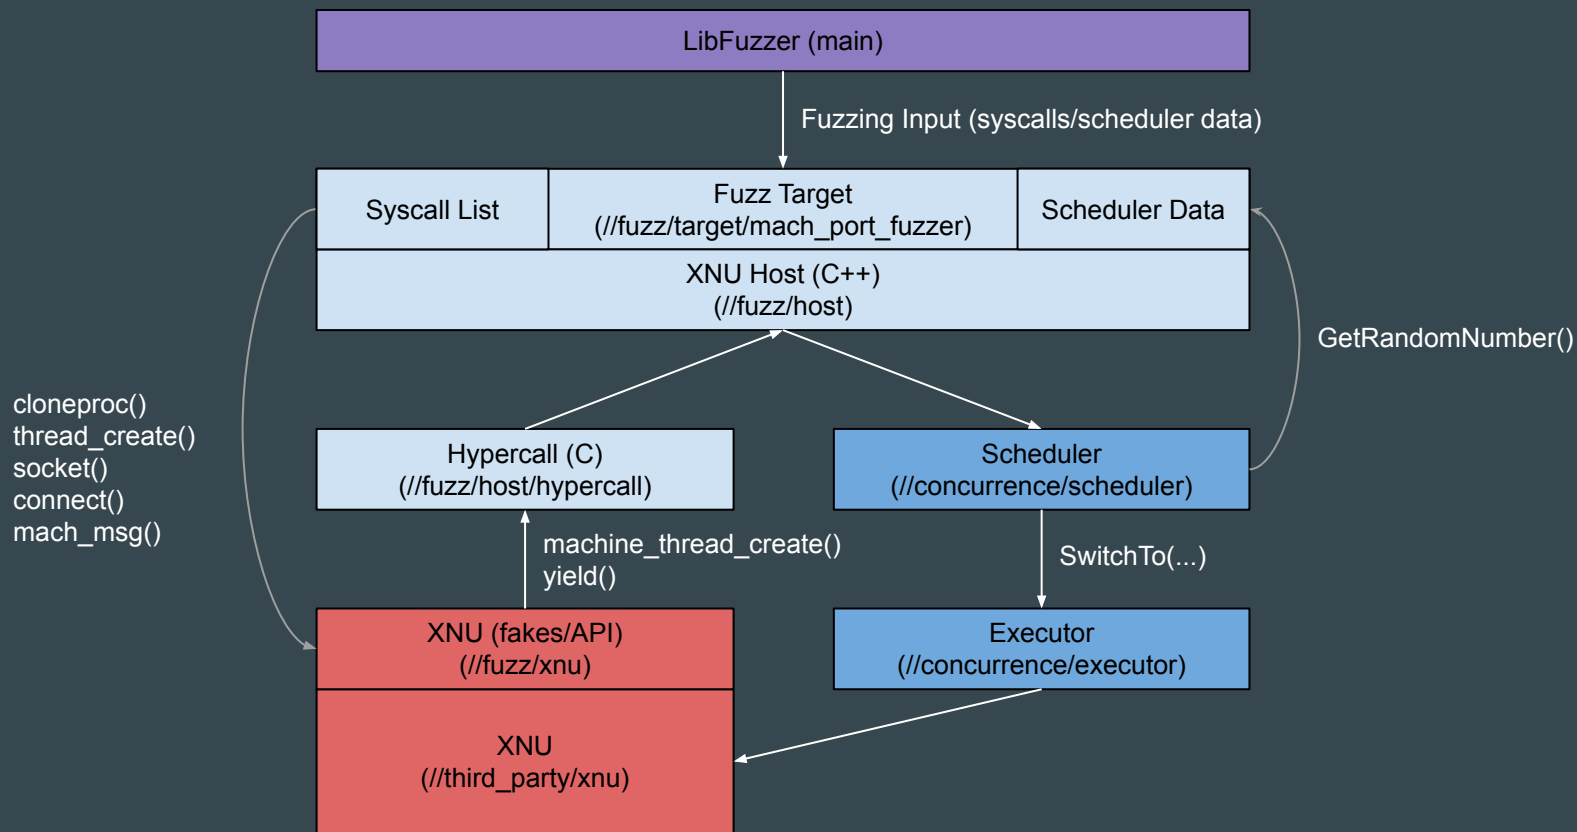 LibFuzzer (main)
Fuzzing Input (syscalls/scheduler data)
Syscall List
Fuzz Target
(//fuzz/target/mach_port_fuzzer)
Scheduler Data
XNU Host (C++)
(//fuzz/host)
GetRandomNumber()
cloneproc()
thread_create()
socket()
connect()
mach_msg()
Hypercall (C)
(//fuzz/host/hypercall)
Scheduler
(//concurrence/scheduler)
machine_thread_create()
yield()
SwitchTo(...)
XNU (fakes/API)
(//fuzz/xnu)
Executor
(//concurrence/executor)
XNU
(//third_party/xnu)